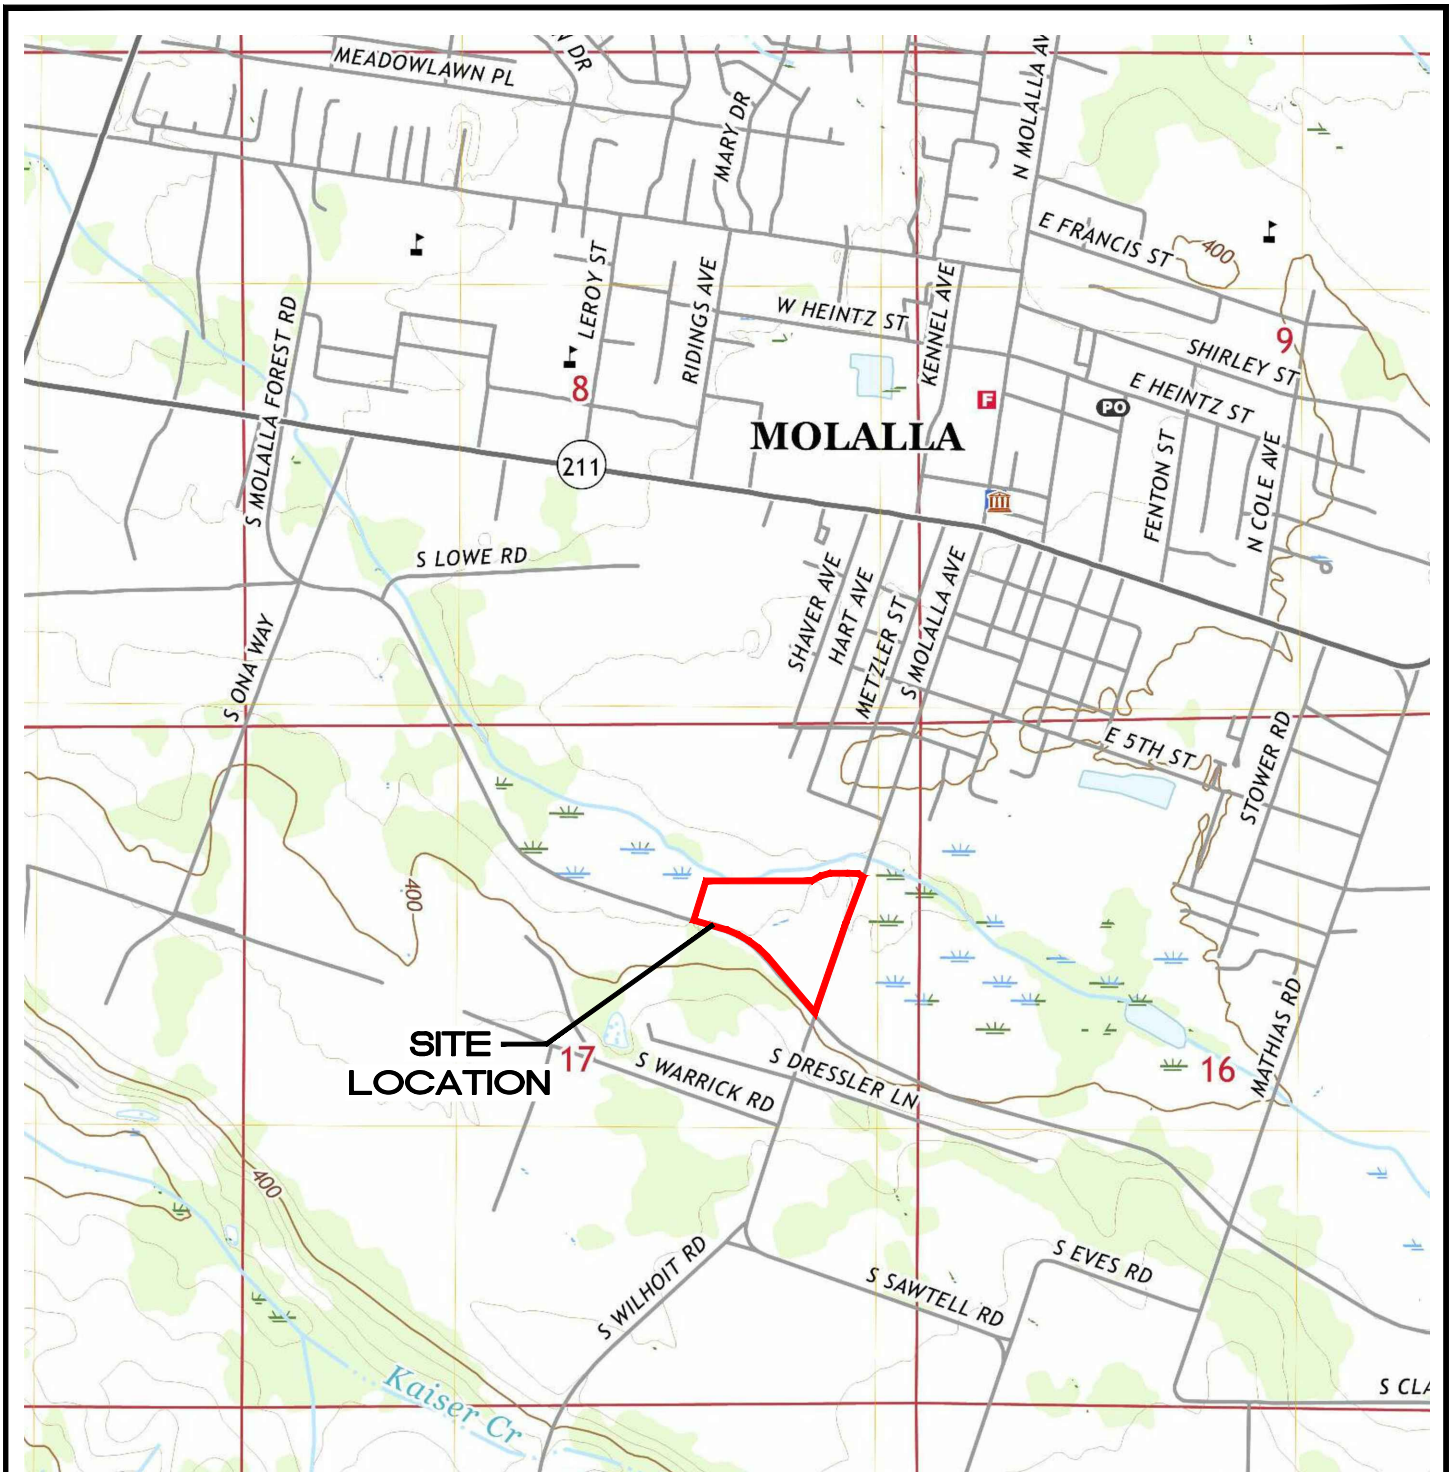 MEADOWLAWN PL
N DR
MARY DR
N MOLALLA AV
E FRANCIS ST
400
LEROY ST
RIDINGS AVE
W HEINTZ ST
KENNEL AVE
S MOLALLA FOREST RD
9
SHIRLEY ST
8
F
PO
E HEINTZ ST
MOLALLA
211
FENTON ST
N COLE AVE
S LOWE RD
SHAVER AVE
HART AVE
METZLER ST
S MOLALLA AVE
S ONA WAY
E 5TH ST
STOWER RD
400
SITE
LOCATION
17
S WARRICK RD
S DRESSLER LN
16
MATHIAS RD
400
S WILHOIT RD
S SAWTELL RD
S EVES RD
Kaiser Cr
S CLA